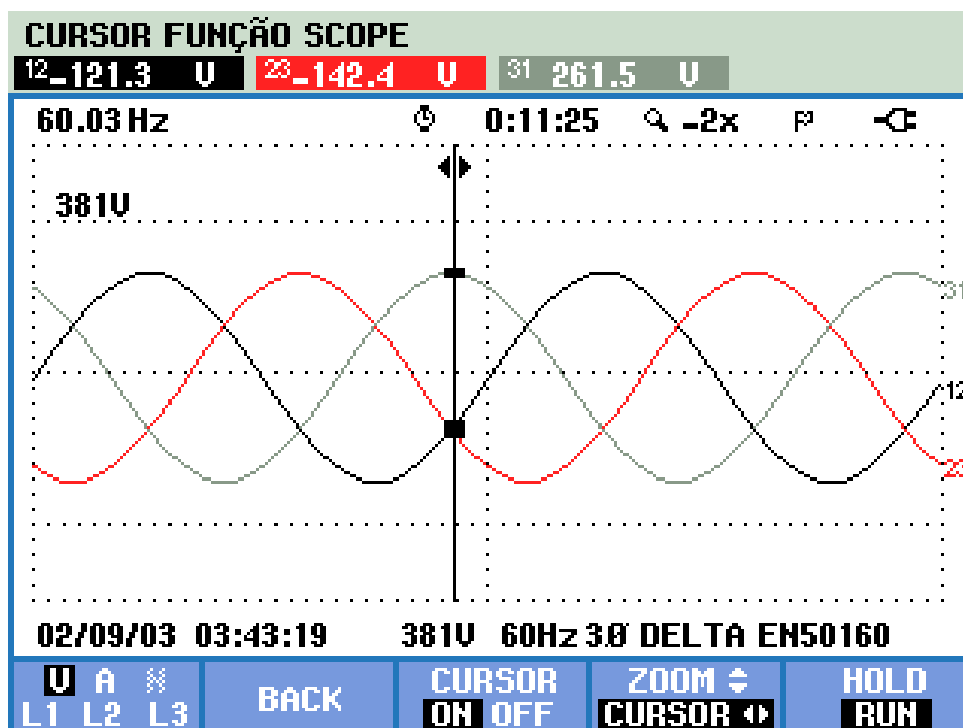 CURSOR FUNÇÃO SCOPE
12 -121.3 V 23 -142.4 V 31 261.5 V
60.03 Hz 0:11:25 -2x
381V
31
12
23
02/09/03 03:43:19 381V 60Hz 3Ø DELTA EN50160
V A L1 L2 L3
BACK
CURSOR ON OFF
ZOOM CURSOR
HOLD RUN